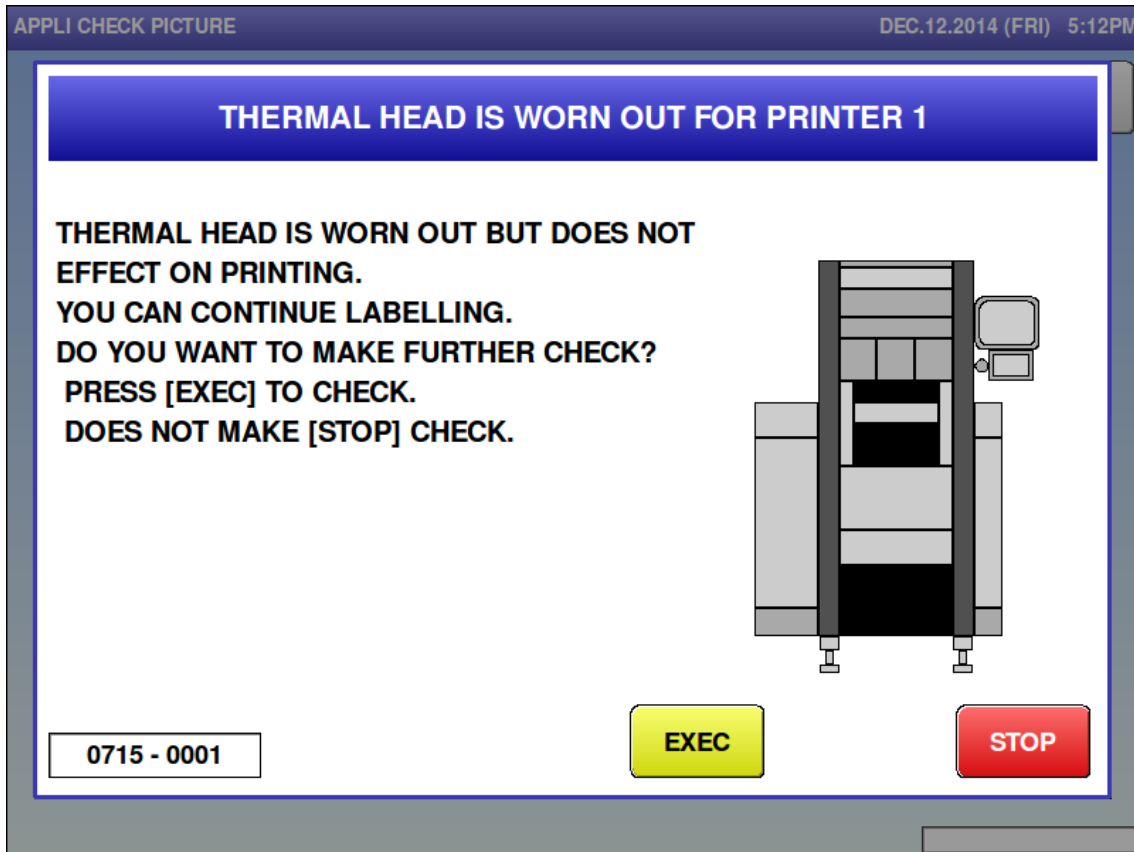 APPLI CHECK PICTURE
DEC.12.2014 (FRI) 5:12PM
THERMAL HEAD IS WORN OUT FOR PRINTER 1
THERMAL HEAD IS WORN OUT BUT DOES NOT
EFFECT ON PRINTING.
YOU CAN CONTINUE LABELLING.
DO YOU WANT TO MAKE FURTHER CHECK?
PRESS [EXEC] TO CHECK.
DOES NOT MAKE [STOP] CHECK.
0715 - 0001
EXEC
STOP